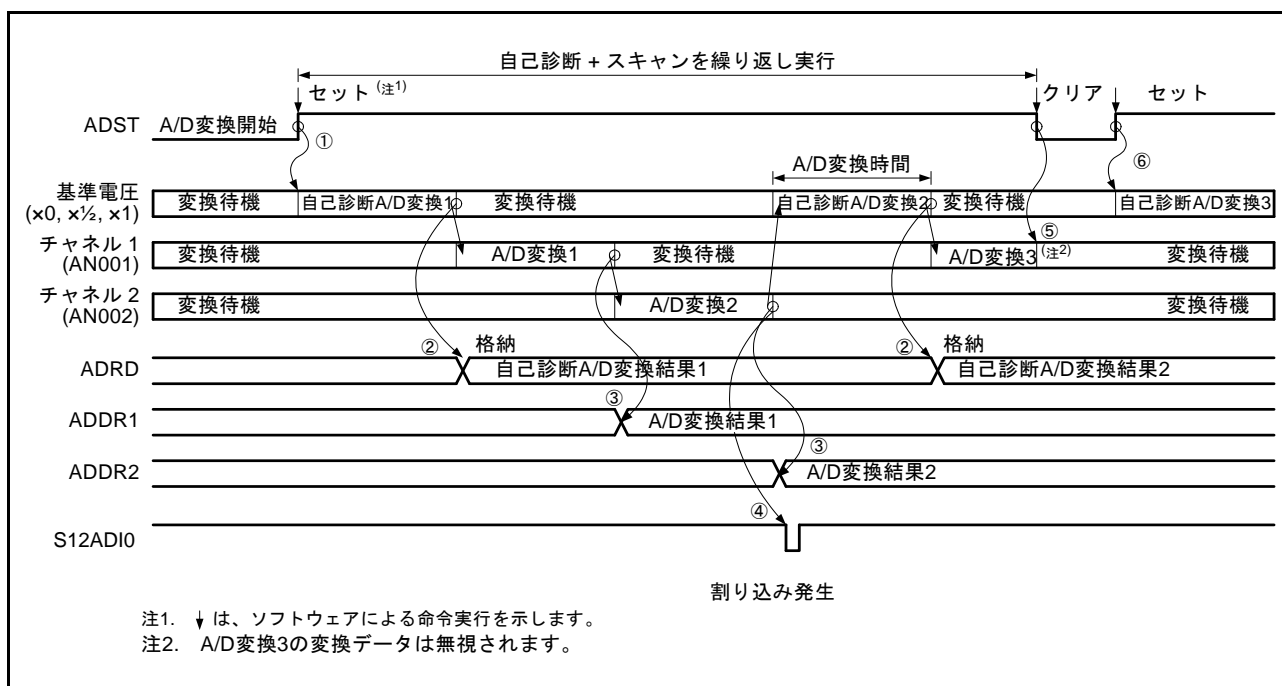 自己診断 + スキャンを繰り返し実行
セット (注1) クリア セット
ADST A/D変換開始 ① ⑥
A/D変換時間
基準電圧
(×0, ×½, ×1)
変換待機 自己診断A/D変換1 変換待機 自己診断A/D変換2 変換待機 自己診断A/D変換3
⑤
チャネル 1
(AN001)
変換待機 A/D変換1 変換待機 A/D変換3 (注2) 変換待機
チャネル 2
(AN002)
変換待機 A/D変換2 変換待機
② 格納 ② 格納
ADRD 自己診断A/D変換結果1 自己診断A/D変換結果2
③
ADDR1 A/D変換結果1
③
ADDR2 A/D変換結果2
④
S12ADI0
割り込み発生
注1. ↓ は、ソフトウェアによる命令実行を示します。
注2. A/D変換3の変換データは無視されます。